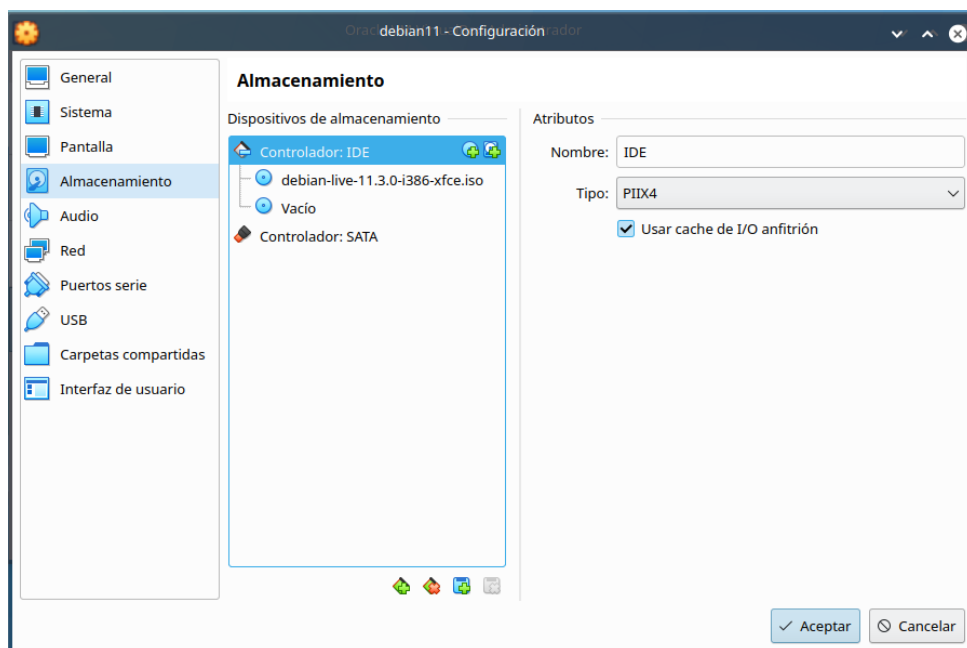 debian11 - Configuración
General
Sistema
Pantalla
Almacenamiento
Audio
Red
Puertos serie
USB
Carpetas compartidas
Interfaz de usuario
Almacenamiento
Dispositivos de almacenamiento
Controlador: IDE
debian-live-11.3.0-i386-xfce.iso
Vacío
Controlador: SATA
Atributos
Nombre: IDE
Tipo: PIIX4
Usar cache de I/O anfitrión
Aceptar
Cancelar